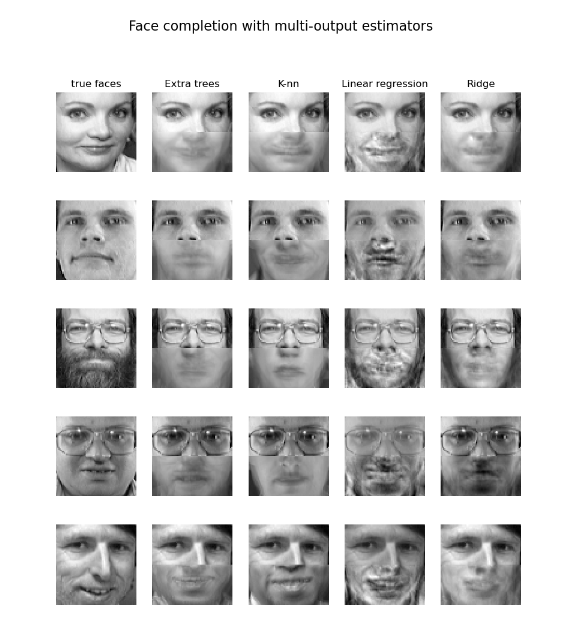 Face completion with multi-output estimators
true faces Extra trees K-nn Linear regression Ridge